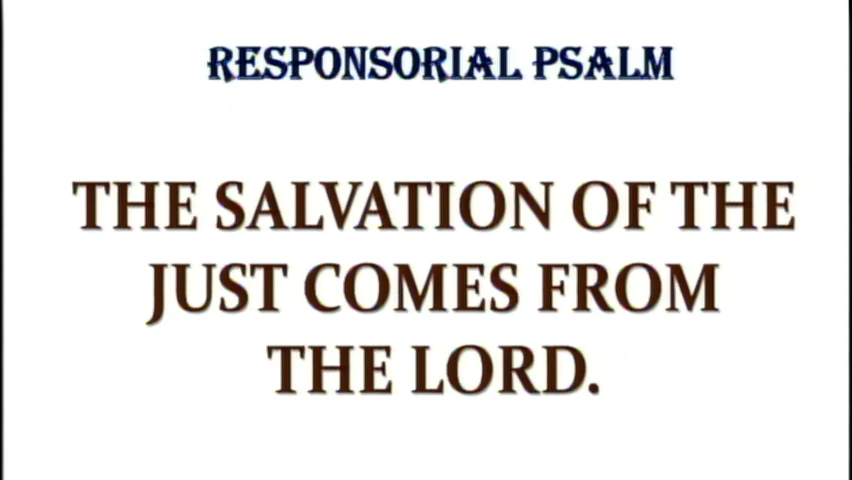 RESPONSORIAL PSALM
THE SALVATION OF THE
JUST COMES FROM
THE LORD.